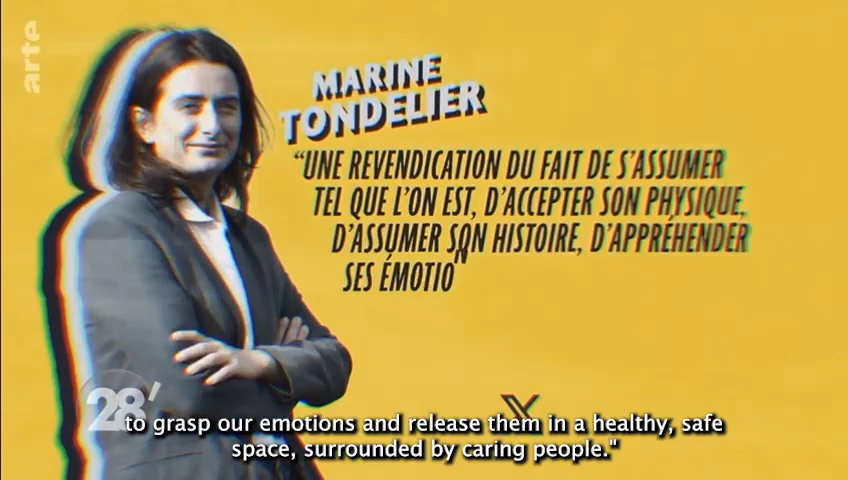 arte
MARINE
TONDELIER
“UNE REVENDICATION DU FAIT DE S’ASSUMER
TEL QUE L’ON EST, D’ACCEPTER SON PHYSIQUE,
D’ASSUMER SON HISTOIRE, D’APPRÉHENDER
SES ÉMOTION"
X
28’
to grasp our emotions and release them in a healthy, safe
space, surrounded by caring people."